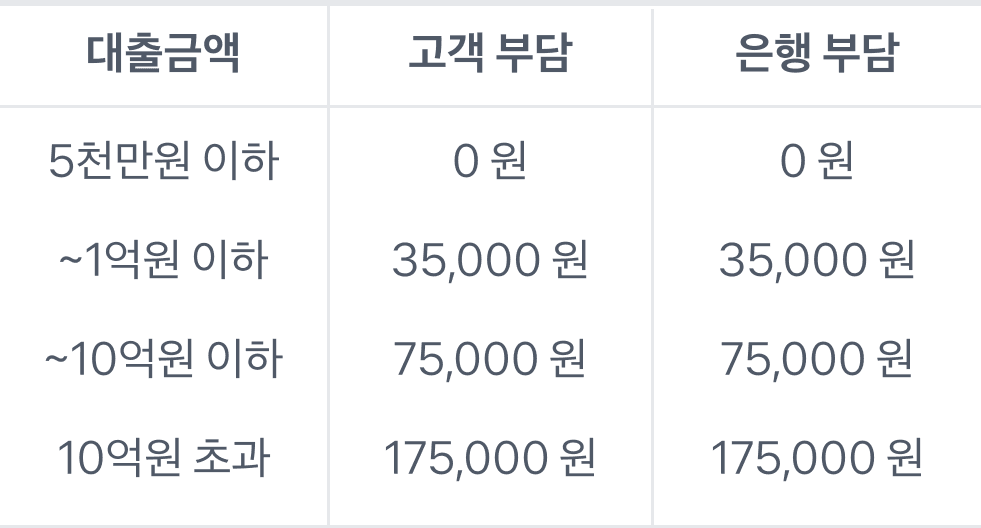 대출금액 고객 부담 은행 부담
5천만원 이하 0 원 0 원
~1억원 이하 35,000 원 35,000 원
~10억원 이하 75,000 원 75,000 원
10억원 초과 175,000 원 175,000 원